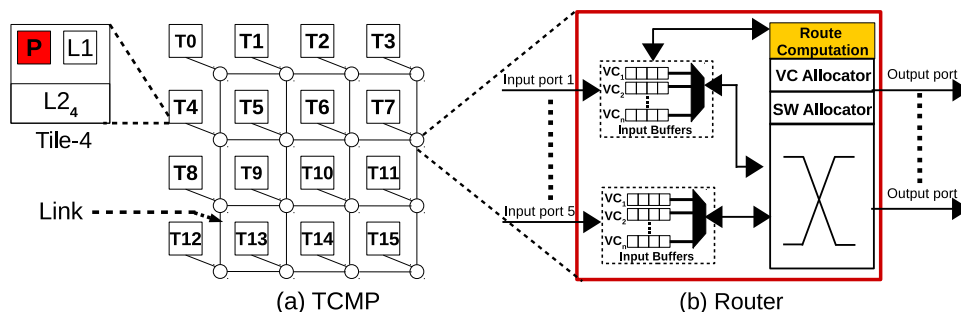 P
L1
L2₄
Tile-4
T0
T1
T2
T3
T4
T5
T6
T7
T8
T9
T10
T11
T12
T13
T14
T15
Link
(a) TCMP
Input port 1
Input port 5
VC₁
VC₂
VCₙ
Input Buffers
VC₁
VC₂
VCₙ
Input Buffers
Route
Computation
VC Allocator
SW Allocator
Output port 1
Output port 5
(b) Router